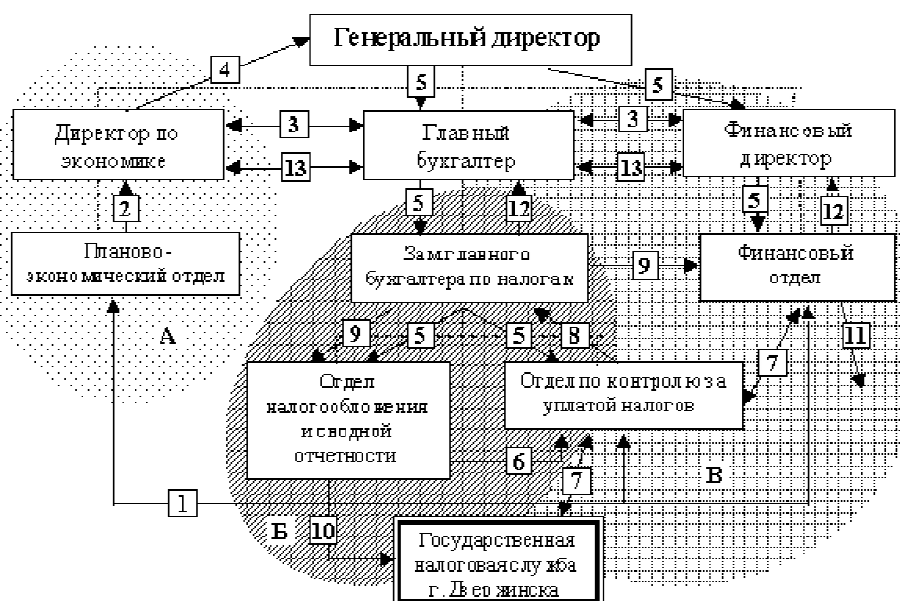 Генеральный директор
4
5
5
Директор по
экономике
3
13
Главный
бухгалтер
3
13
Финансовый
директор
2
5
12
5
12
Планово-
экономический отдел
Зам.главного
бухгалтера по налогам
9
Финансовый
отдел
А
9
5
5
8
7
11
Отдел
налогообложения
и сводной
отчетности
Отдел по контролю за
уплатой налогов
6
7
В
1
Б
10
Государственная
налоговая служба
г. Дзержинска